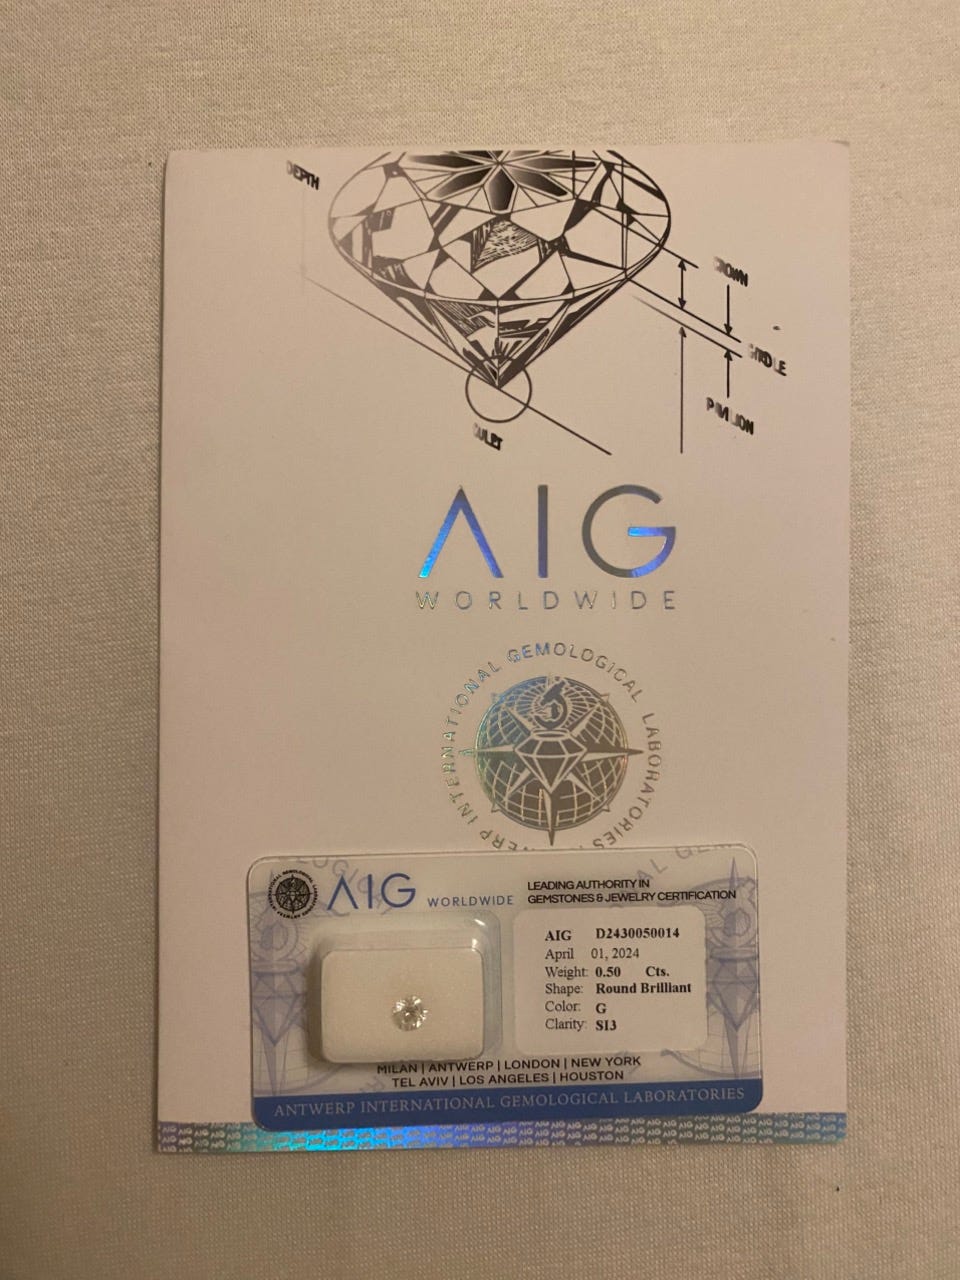 DEPTH
CROWN
GIRDLE
PAVILION
CULET
AIG
WORLDWIDE
ANTWERP INTERNATIONAL GEMOLOGICAL LABORATORIES
AIG WORLDWIDE
LEADING AUTHORITY IN
GEMSTONES & JEWELRY CERTIFICATION
AIG D2430050014
April 01, 2024
Weight: 0.50 Cts.
Shape: Round Brilliant
Color: G
Clarity: SI3
MILAN | ANTWERP | LONDON | NEW YORK
TEL AVIV | LOS ANGELES | HOUSTON
ANTWERP INTERNATIONAL GEMOLOGICAL LABORATORIES